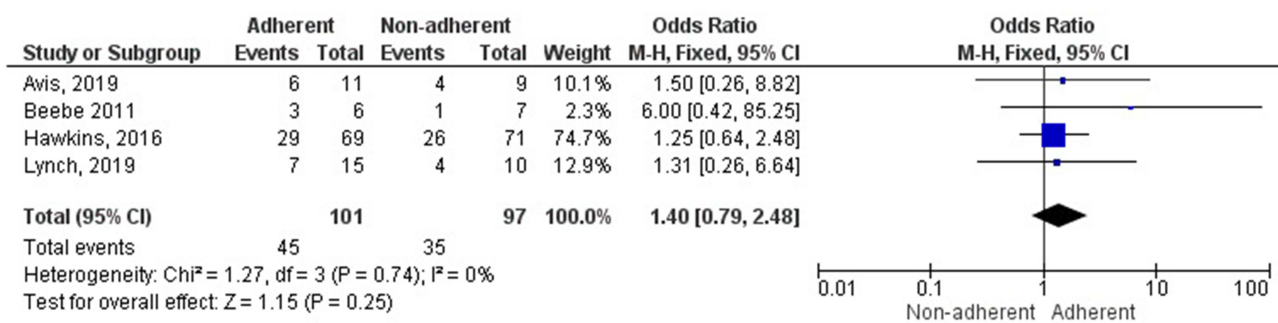 Adherent Non-adherent Odds Ratio Odds Ratio
Study or Subgroup Events Total Events Total Weight M-H, Fixed, 95% CI M-H, Fixed, 95% CI
Avis, 2019 6 11 4 9 10.1% 1.50 [0.26, 8.82]
Beebe 2011 3 6 1 7 2.3% 6.00 [0.42, 85.25]
Hawkins, 2016 29 69 26 71 74.7% 1.25 [0.64, 2.48]
Lynch, 2019 7 15 4 10 12.9% 1.31 [0.26, 6.64]
Total (95% CI) 101 97 100.0% 1.40 [0.79, 2.48]
Total events 45 35
Heterogeneity: Chi² = 1.27, df = 3 (P = 0.74); I² = 0%
Test for overall effect: Z = 1.15 (P = 0.25)
0.01 0.1 1 10 100
Non-adherent Adherent